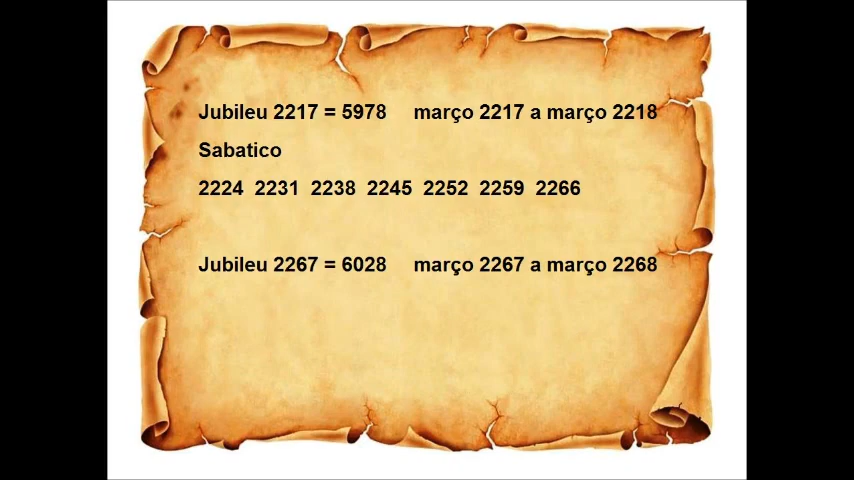 Jubileu 2217 = 5978 março 2217 a março 2218
Sabatico
2224 2231 2238 2245 2252 2259 2266
Jubileu 2267 = 6028 março 2267 a março 2268